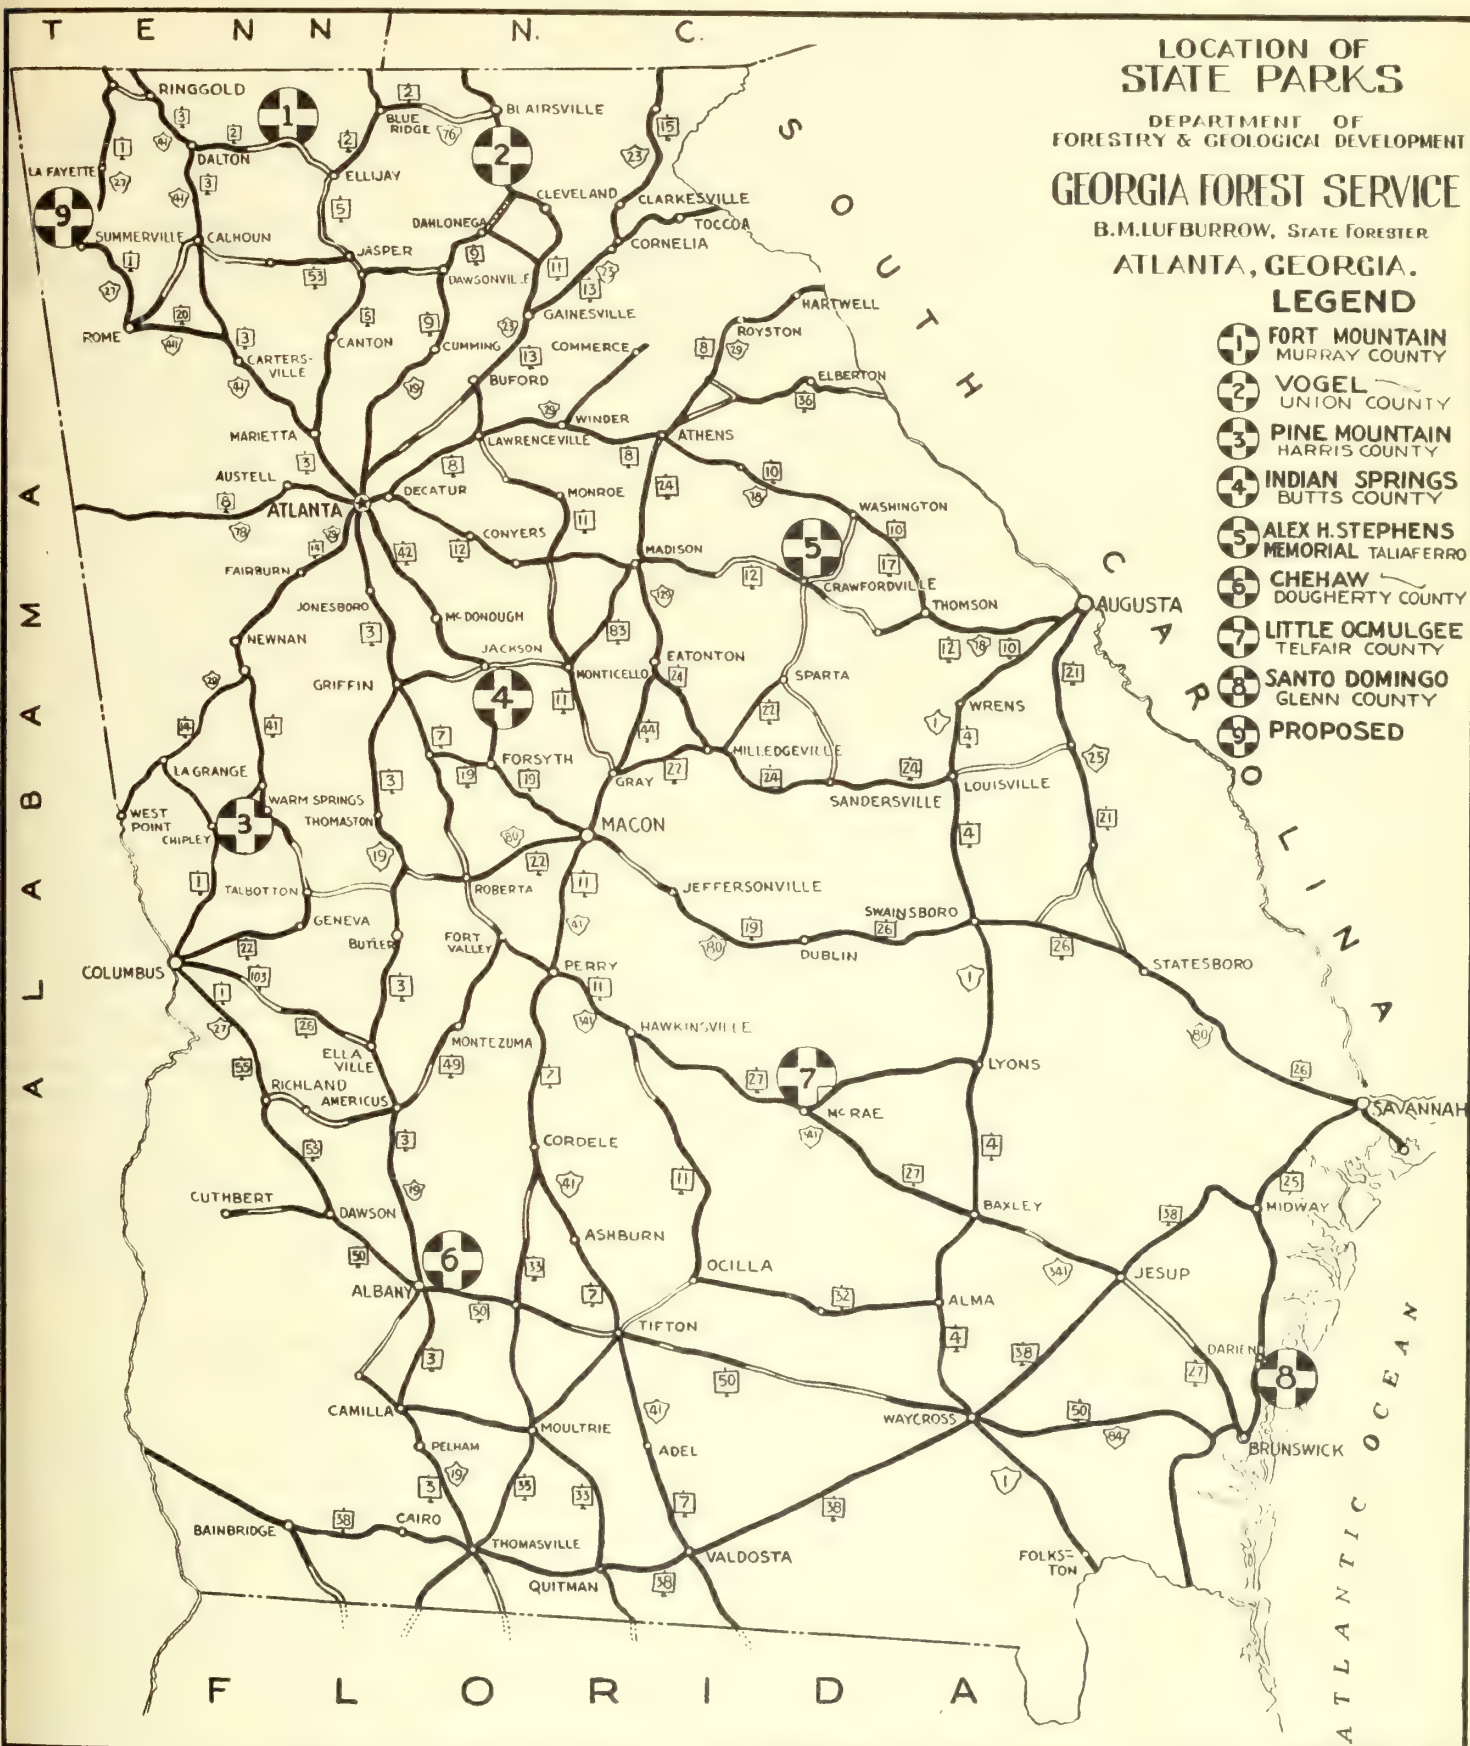 TENN
N. C.
LOCATION OF
STATE PARKS
DEPARTMENT OF
FORESTRY & GEOLOGICAL DEVELOPMENT
GEORGIA FOREST SERVICE
B.M. LUFBURROW, STATE FORESTER
ATLANTA, GEORGIA.
LEGEND
1 FORT MOUNTAIN
MURRAY COUNTY
2 VOGEL
UNION COUNTY
3 PINE MOUNTAIN
HARRIS COUNTY
4 INDIAN SPRINGS
BUTTS COUNTY
5 ALEX H. STEPHENS
MEMORIAL TALIAFERRO
6 CHEHAW
DOUGHERTY COUNTY
7 LITTLE OCMULGEE
TELFAIR COUNTY
8 SANTO DOMINGO
GLENN COUNTY
9 PROPOSED
SOUTH CAROLINA
ALABAMA
FLORIDA
ATLANTIC OCEAN
RINGGOLD
BLUE
RIDGE
BLAIRSVILLE
DALTON
LA FAYETTE
ELLIJAY
CLEVELAND
CLARKESVILLE
DAHLONEGA
TOCCOA
SUMMERVILLE
CALHOUN
JASPER
CORNELIA
DAWSONVILLE
HARTWELL
GAINESVILLE
ROME
ROYSTON
CANTON
CUMMING
COMMERCE
CARTERS-
VILLE
BUFORD
ELBERTON
WINDER
MARIETTA
LAWRENCEVILLE
ATHENS
AUSTELL
DECATUR
MONROE
ATLANTA
WASHINGTON
CONYERS
MADISON
FAIRBURN
CRAWFORDVILLE
JONESBORO
THOMSON
AUGUSTA
McDONOUGH
NEWNAN
JACKSON
EATONTON
GRIFFIN
MONTICELLO
SPARTA
WRENS
MILLEDGEVILLE
FORSYTH
LA GRANGE
GRAY
LOUISVILLE
SANDERSVILLE
WARM SPRINGS
WEST
POINT
THOMASTON
MACON
CHIPLEY
TALBOTTON
ROBERTA
JEFFERSONVILLE
GENEVA
SWAINSBORO
BUTLER
FORT
VALLEY
DUBLIN
STATESBORO
COLUMBUS
PERRY
HAWKINSVILLE
MONTEZUMA
ELLA
VILLE
LYONS
RICHLAND
AMERICUS
McRAE
SAVANNAH
CORDELE
CUTHBERT
DAWSON
BAXLEY
MIDWAY
ASHBURN
OCILLA
JESUP
ALBANY
ALMA
TIFTON
DARIEN
CAMILLA
MOULTRIE
WAYCROSS
PELHAM
ADEL
BRUNSWICK
BAINBRIDGE
CAIRO
THOMASVILLE
VALDOSTA
FOLKS=
TON
QUITMAN